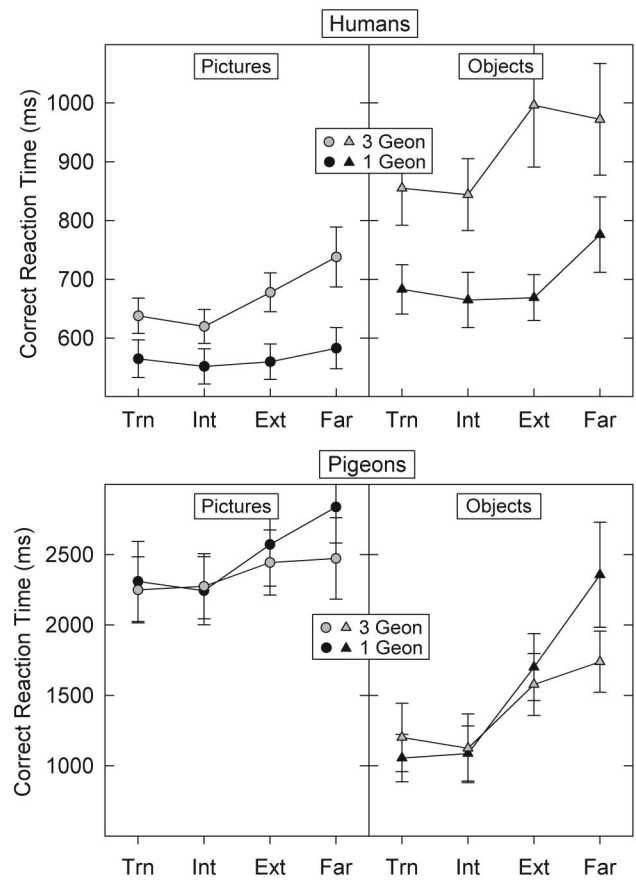 Humans
Pictures
Objects
Correct Reaction Time (ms)
1000
900
800
700
600
3 Geon
1 Geon
Trn Int Ext Far Trn Int Ext Far
Pigeons
Pictures
Objects
Correct Reaction Time (ms)
2500
2000
1500
1000
3 Geon
1 Geon
Trn Int Ext Far Trn Int Ext Far